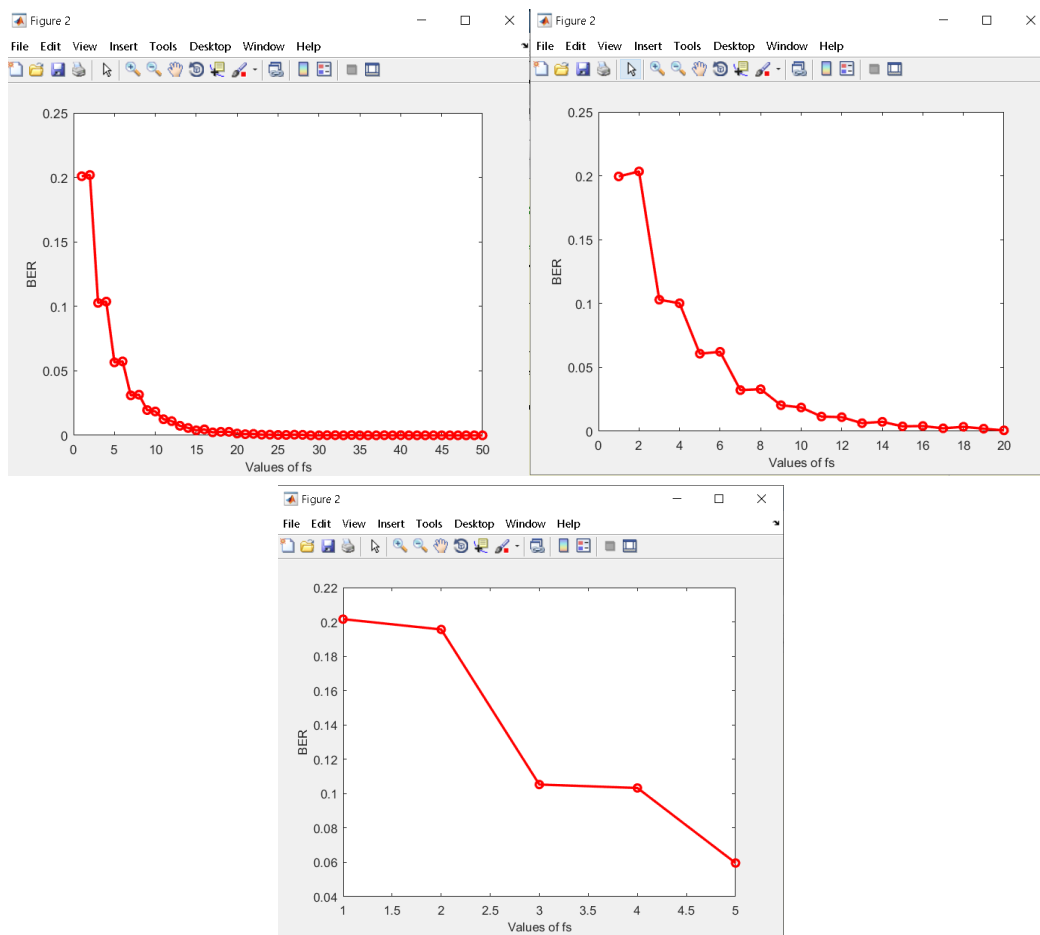 Figure 2
File Edit View Insert Tools Desktop Window Help
0.25
0.2
0.15
0.1
0.05
0
BER
0 5 10 15 20 25 30 35 40 45 50
Values of fs
Figure 2
File Edit View Insert Tools Desktop Window Help
0.25
0.2
0.15
0.1
0.05
0
BER
0 2 4 6 8 10 12 14 16 18 20
Values of fs
Figure 2
File Edit View Insert Tools Desktop Window Help
0.22
0.2
0.18
0.16
0.14
0.12
0.1
0.08
0.06
0.04
BER
1 1.5 2 2.5 3 3.5 4 4.5 5
Values of fs